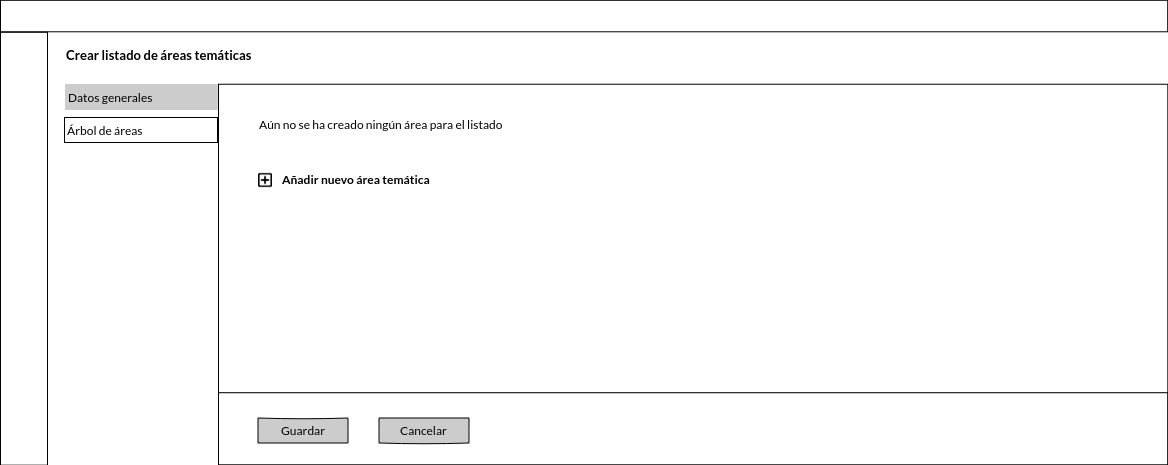 Crear listado de áreas temáticas
Datos generales
Árbol de áreas
Aún no se ha creado ningún área para el listado
Añadir nuevo área temática
Guardar
Cancelar